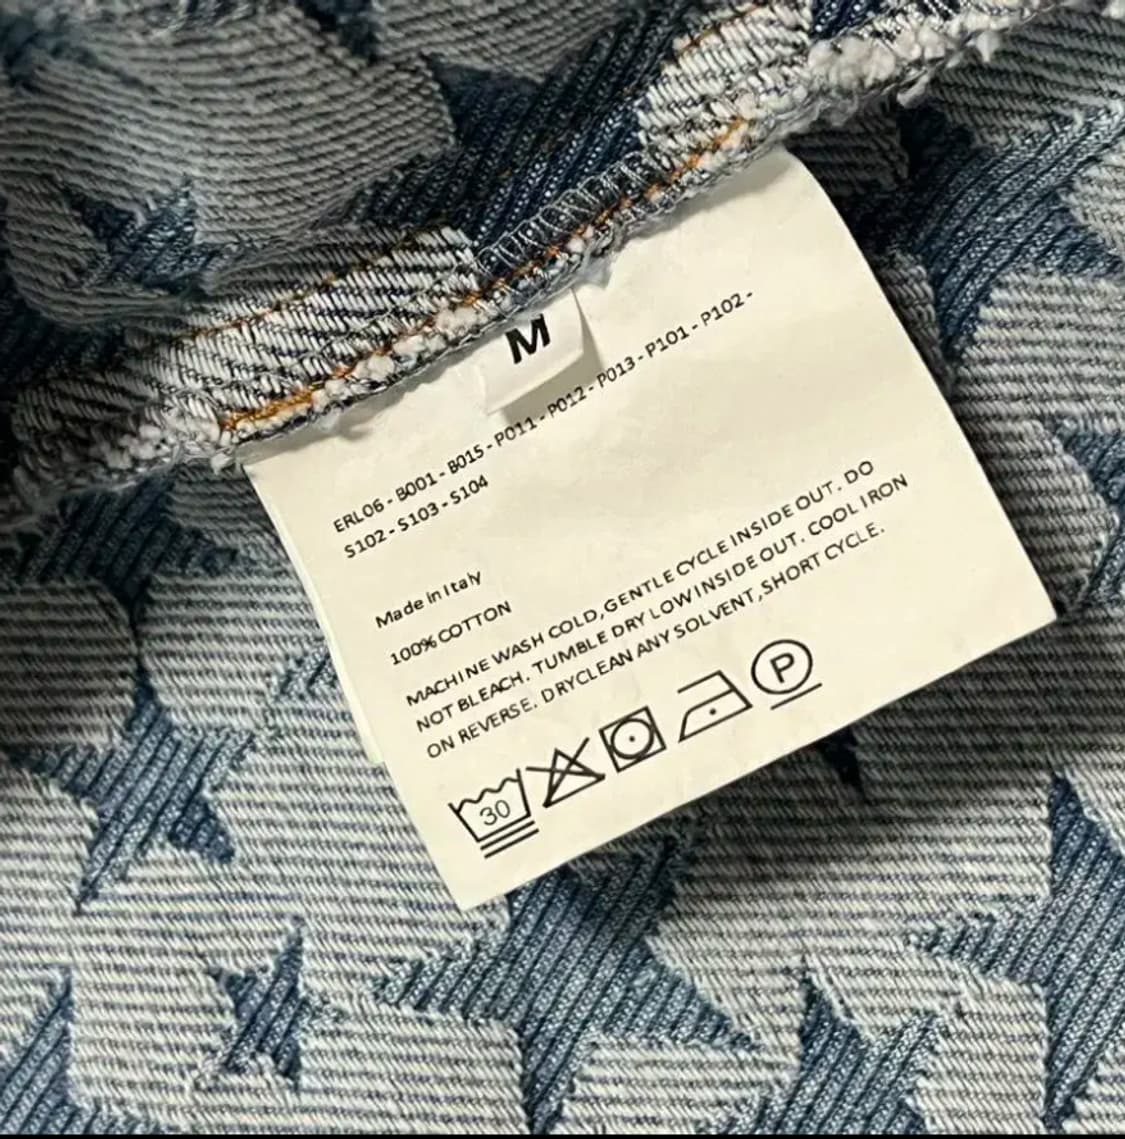 M
ERL06 - B001 - B015 - P011 - P012 - P013 - P101 - P102 -
S102 - S103 - S104
Made in Italy
100% COTTON
MACHINE WASH COLD, GENTLE CYCLE INSIDE OUT. DO
NOT BLEACH. TUMBLE DRY LOW INSIDE OUT. COOL IRON
ON REVERSE. DRYCLEAN ANY SOLVENT, SHORT CYCLE.
30 P